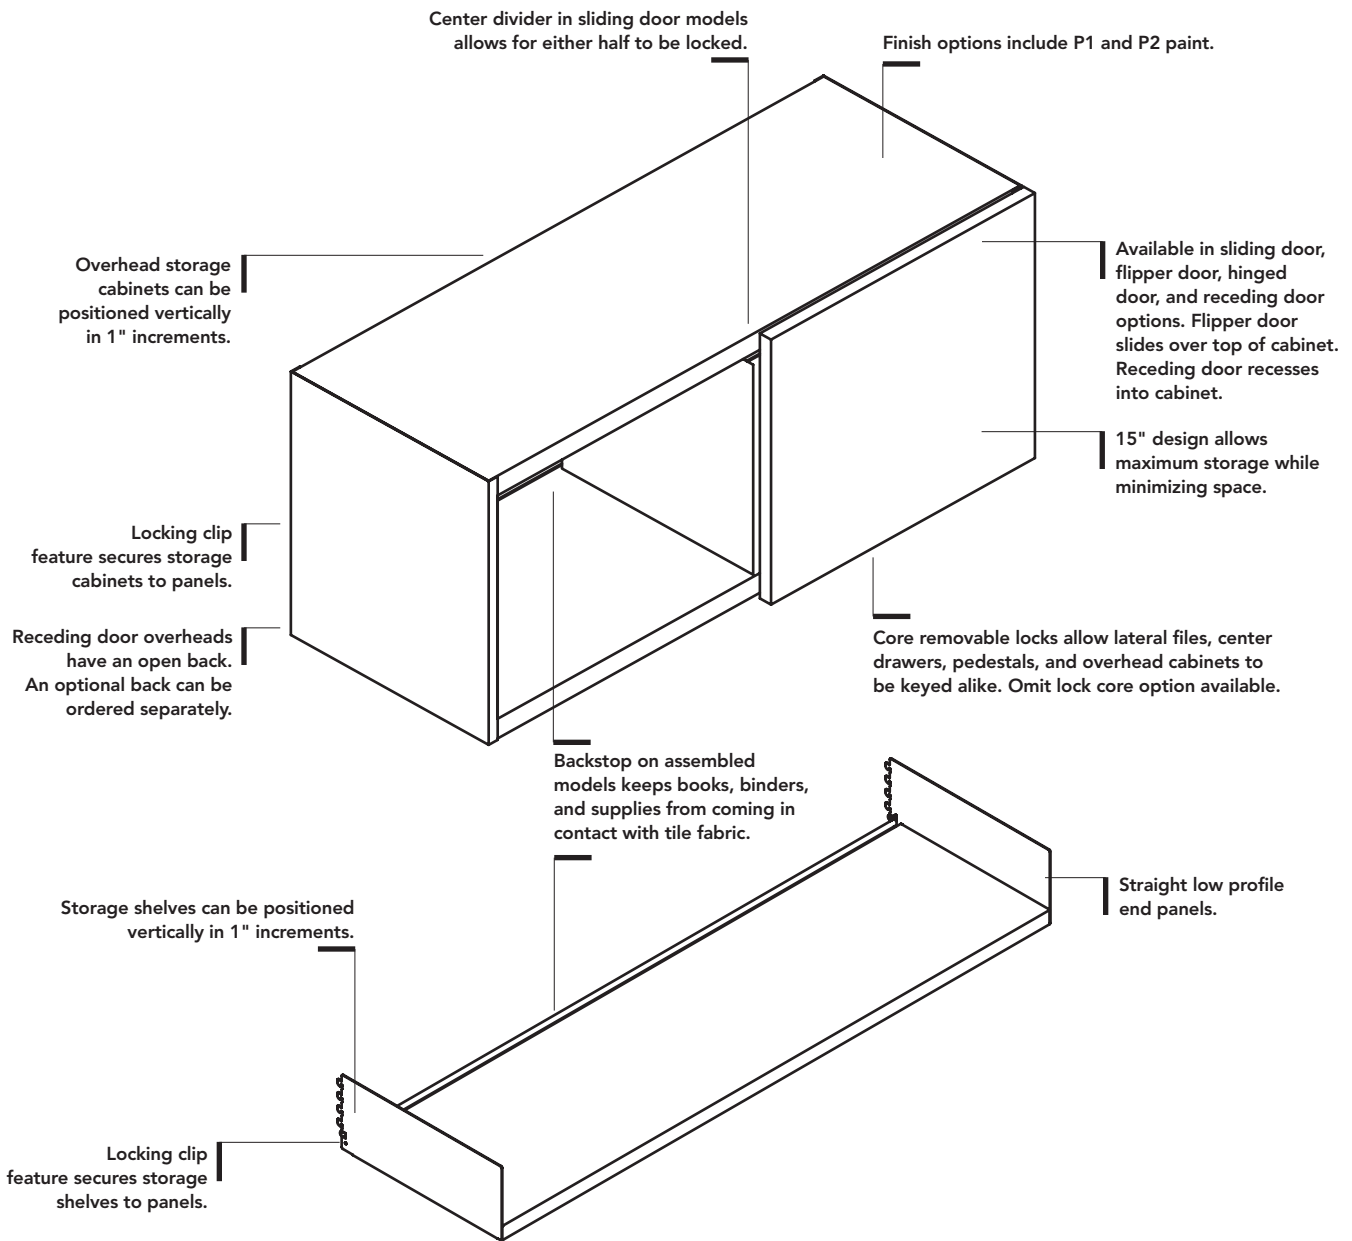 Center divider in sliding door models
allows for either half to be locked.
Finish options include P1 and P2 paint.
Overhead storage
cabinets can be
positioned vertically
in 1" increments.
Available in sliding door,
flipper door, hinged
door, and receding door
options. Flipper door
slides over top of cabinet.
Receding door recesses
into cabinet.
15" design allows
maximum storage while
minimizing space.
Locking clip
feature secures storage
cabinets to panels.
Receding door overheads
have an open back.
An optional back can be
ordered separately.
Core removable locks allow lateral files, center
drawers, pedestals, and overhead cabinets to
be keyed alike. Omit lock core option available.
Backstop on assembled
models keeps books, binders,
and supplies from coming in
contact with tile fabric.
Storage shelves can be positioned
vertically in 1" increments.
Straight low profile
end panels.
Locking clip
feature secures storage
shelves to panels.